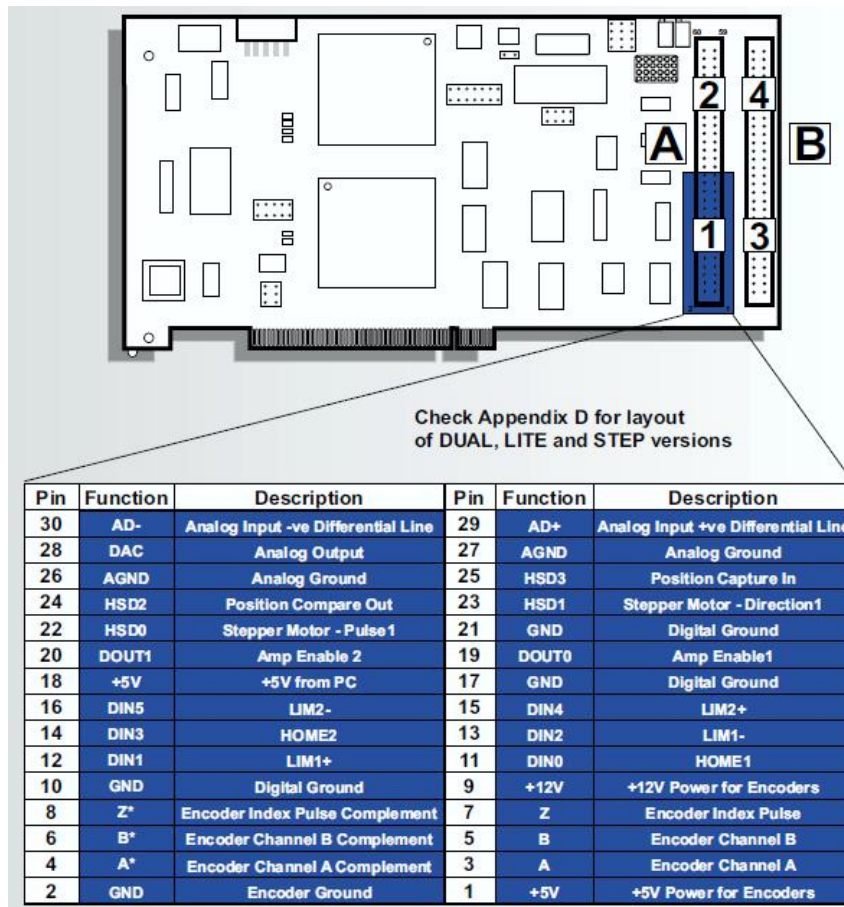 60 59
2 4
A B
1 3
2 1
Check Appendix D for layout
of DUAL, LITE and STEP versions
Pin Function Description Pin Function Description
30 AD- Analog Input -ve Differential Line 29 AD+ Analog Input +ve Differential Line
28 DAC Analog Output 27 AGND Analog Ground
26 AGND Analog Ground 25 HSD3 Position Capture In
24 HSD2 Position Compare Out 23 HSD1 Stepper Motor - Direction1
22 HSD0 Stepper Motor - Pulse1 21 GND Digital Ground
20 DOUT1 Amp Enable 2 19 DOUT0 Amp Enable1
18 +5V +5V from PC 17 GND Digital Ground
16 DIN5 LIM2- 15 DIN4 LIM2+
14 DIN3 HOME2 13 DIN2 LIM1-
12 DIN1 LIM1+ 11 DIN0 HOME1
10 GND Digital Ground 9 +12V +12V Power for Encoders
8 Z* Encoder Index Pulse Complement 7 Z Encoder Index Pulse
6 B* Encoder Channel B Complement 5 B Encoder Channel B
4 A* Encoder Channel A Complement 3 A Encoder Channel A
2 GND Encoder Ground 1 +5V +5V Power for Encoders